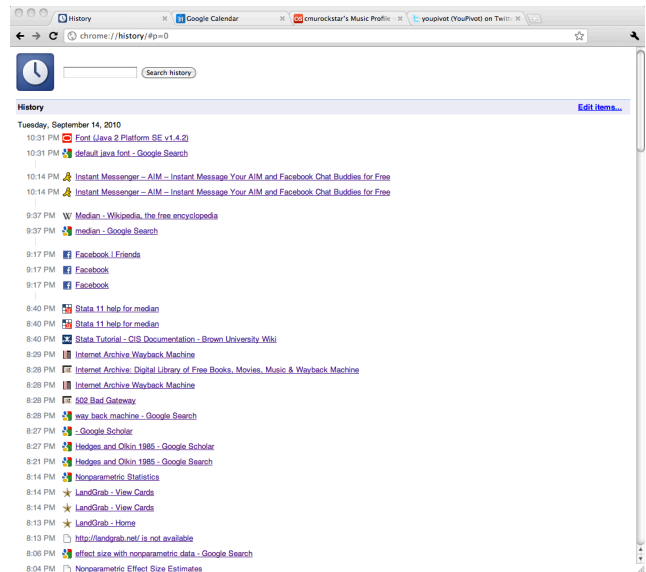 History
Google Calendar
cmurockstar's Music Profile
youpivot (YouPivot) on Twitt
chrome://history/#p=0
Search history
History
Edit items...
Tuesday, September 14, 2010
10:31 PM Font (Java 2 Platform SE v1.4.2)
10:31 PM default java font - Google Search
10:14 PM Instant Messenger – AIM – Instant Message Your AIM and Facebook Chat Buddies for Free
10:14 PM Instant Messenger – AIM – Instant Message Your AIM and Facebook Chat Buddies for Free
9:37 PM W Median - Wikipedia, the free encyclopedia
9:37 PM median - Google Search
9:17 PM Facebook | Friends
9:17 PM Facebook
9:17 PM Facebook
8:40 PM Stata 11 help for median
8:40 PM Stata 11 help for median
8:40 PM Stata Tutorial - CIS Documentation - Brown University Wiki
8:29 PM Internet Archive Wayback Machine
8:28 PM Internet Archive: Digital Library of Free Books, Movies, Music & Wayback Machine
8:28 PM Internet Archive Wayback Machine
8:28 PM 502 Bad Gateway
8:28 PM way back machine - Google Search
8:27 PM - Google Scholar
8:27 PM Hedges and Olkin 1985 - Google Scholar
8:21 PM Hedges and Olkin 1985 - Google Search
8:14 PM Nonparametric Statistics
8:14 PM LandGrab - View Cards
8:14 PM LandGrab - View Cards
8:13 PM LandGrab - Home
8:13 PM http://landgrab.net/ is not available
8:06 PM effect size with nonparametric data - Google Search
8:04 PM Nonparametric Effect Size Estimates